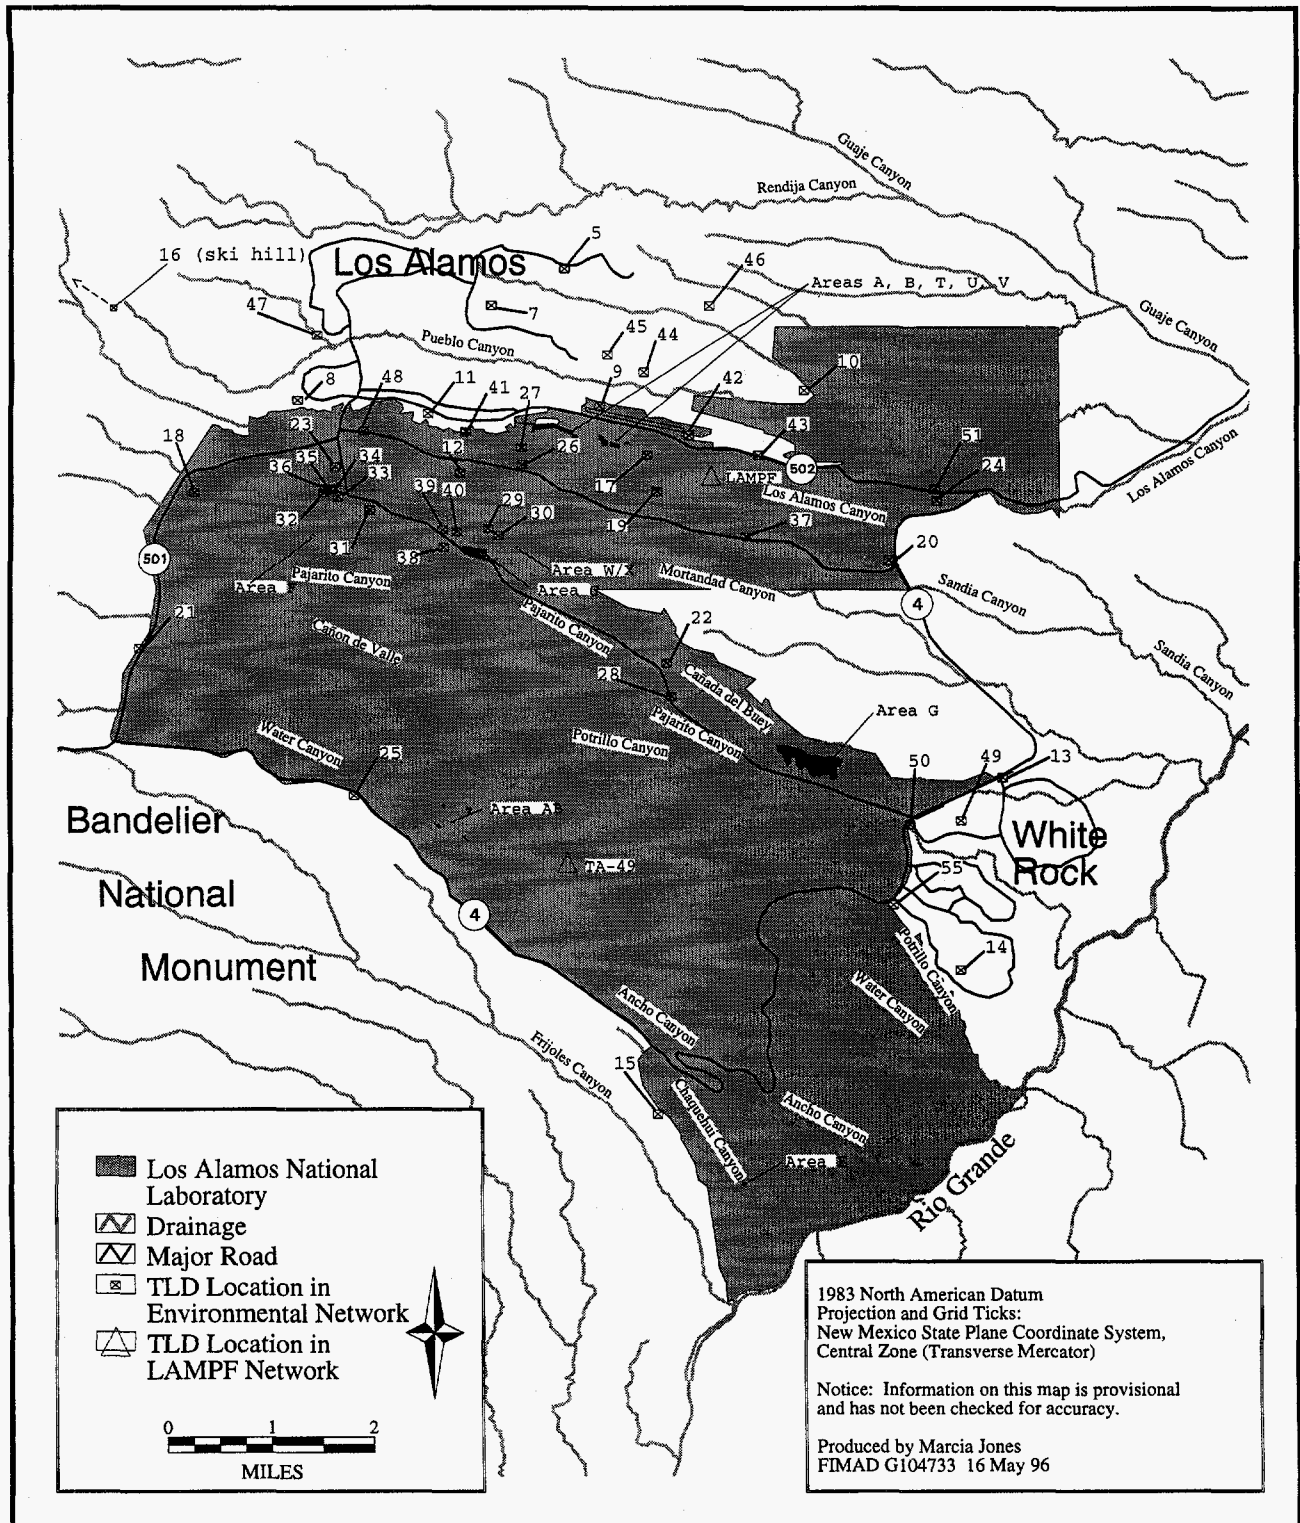 Guaje Canyon
Rendija Canyon
5
16 (ski hill)
Los Alamos
46
Areas A, B, T, U, V
47
7
45
44
Guaje Canyon
Pueblo Canyon
10
8
48
11
41
27
9
42
23
12
26
43
51
18
36
35
34
33
502
24
39
40
17
LAMPF
Los Alamos Canyon
Los Alamos Canyon
32
29
30
19
37
31
38
20
501
Area W/X
Area
Pajarito Canyon
Area
Mortandad Canyon
Sandia Canyon
4
21
Pajarito Canyon
22
Cañon de Valle
Sandia Canyon
28
Cañada del Buey
Area G
Pajarito Canyon
Water Canyon
Potrillo Canyon
25
50
49
13
Area AB
Bandelier
White
Rock
TA-49
55
National
4
14
Monument
Potrillo Canyon
Water Canyon
Ancho Canyon
Frijoles Canyon
15
Chaquehui Canyon
Ancho Canyon
Area
Rio Grande
Los Alamos National
Laboratory
Drainage
Major Road
TLD Location in
Environmental Network
TLD Location in
LAMPF Network
0 1 2
MILES
1983 North American Datum
Projection and Grid Ticks:
New Mexico State Plane Coordinate System,
Central Zone (Transverse Mercator)
Notice: Information on this map is provisional
and has not been checked for accuracy.
Produced by Marcia Jones
FIMAD G104733 16 May 96